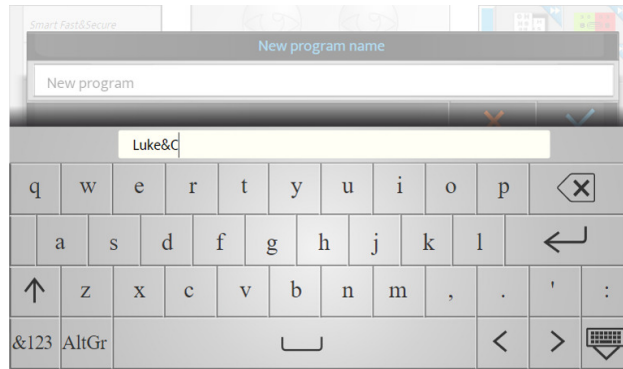 Smart Fast&Secure
New program name
New program
Luke&C
q w e r t y u i o p
a s d f g h j k l
z x c v b n m , . ' :
&123 AltGr < >